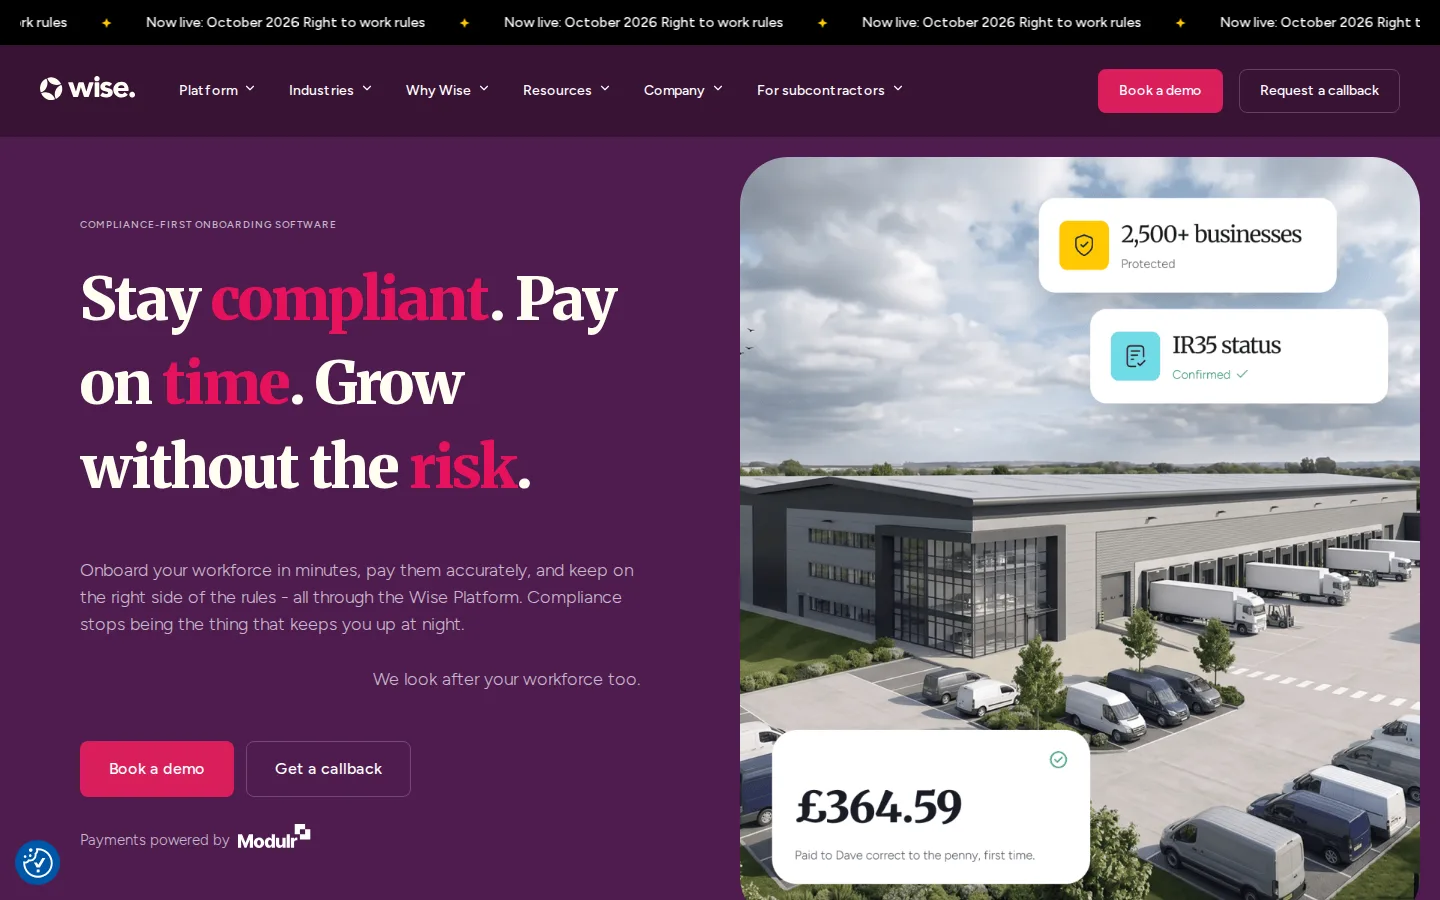 rk rules Now live: October 2026 Right to work rules Now live: October 2026 Right to work rules Now live: October 2026 Right to work rules Now live: October 2026 Right t
wise. Platform Industries Why Wise Resources Company For subcontractors Book a demo Request a callback
COMPLIANCE-FIRST ONBOARDING SOFTWARE
Stay compliant. Pay
on time. Grow
without the risk.
Onboard your workforce in minutes, pay them accurately, and keep on
the right side of the rules - all through the Wise Platform. Compliance
stops being the thing that keeps you up at night.
We look after your workforce too.
Book a demo Get a callback
Payments powered by Modulr
2,500+ businesses
Protected
IR35 status
Confirmed
£364.59
Paid to Dave correct to the penny, first time.